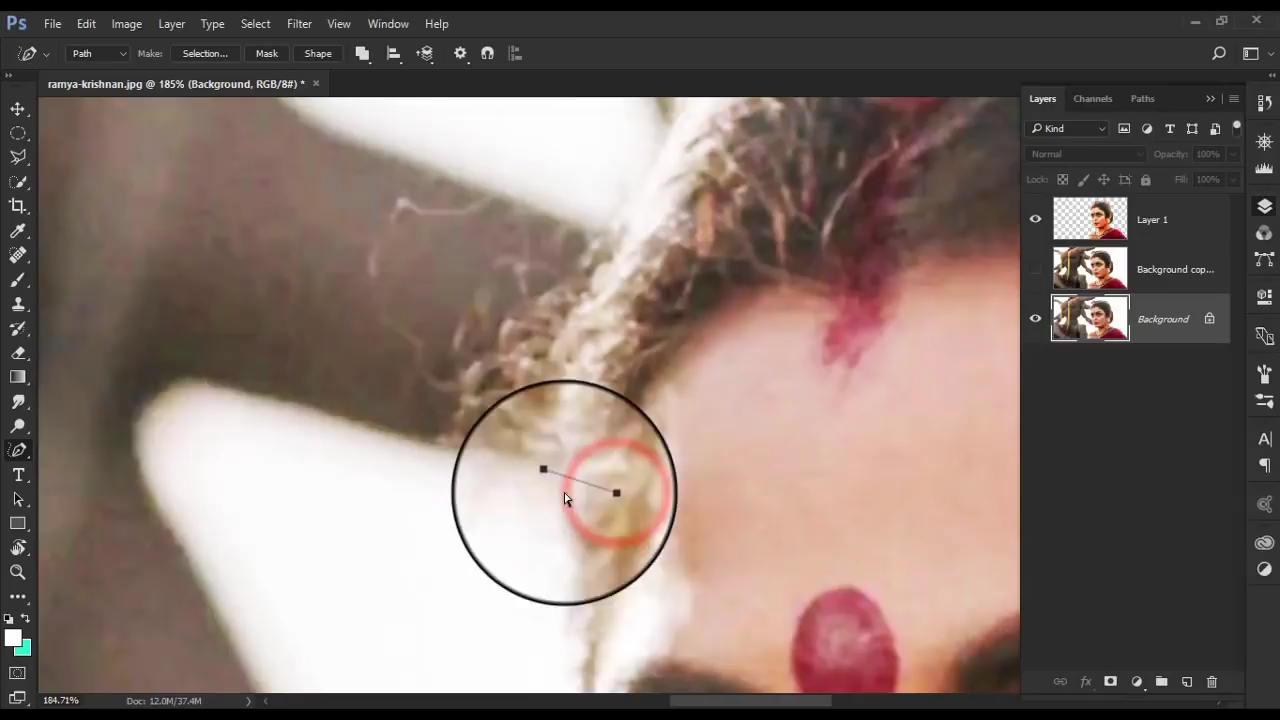 Ps File Edit Image Layer Type Select Filter View Window Help
Path Make: Selection... Mask Shape
ramya-krishnan.jpg @ 185% (Background, RGB/8#) * ×
Layers Channels Paths
Kind
Normal Opacity: 100%
Lock: Fill: 100%
Layer 1
Background cop...
Background
184.71% Doc: 12.0M/37.4M